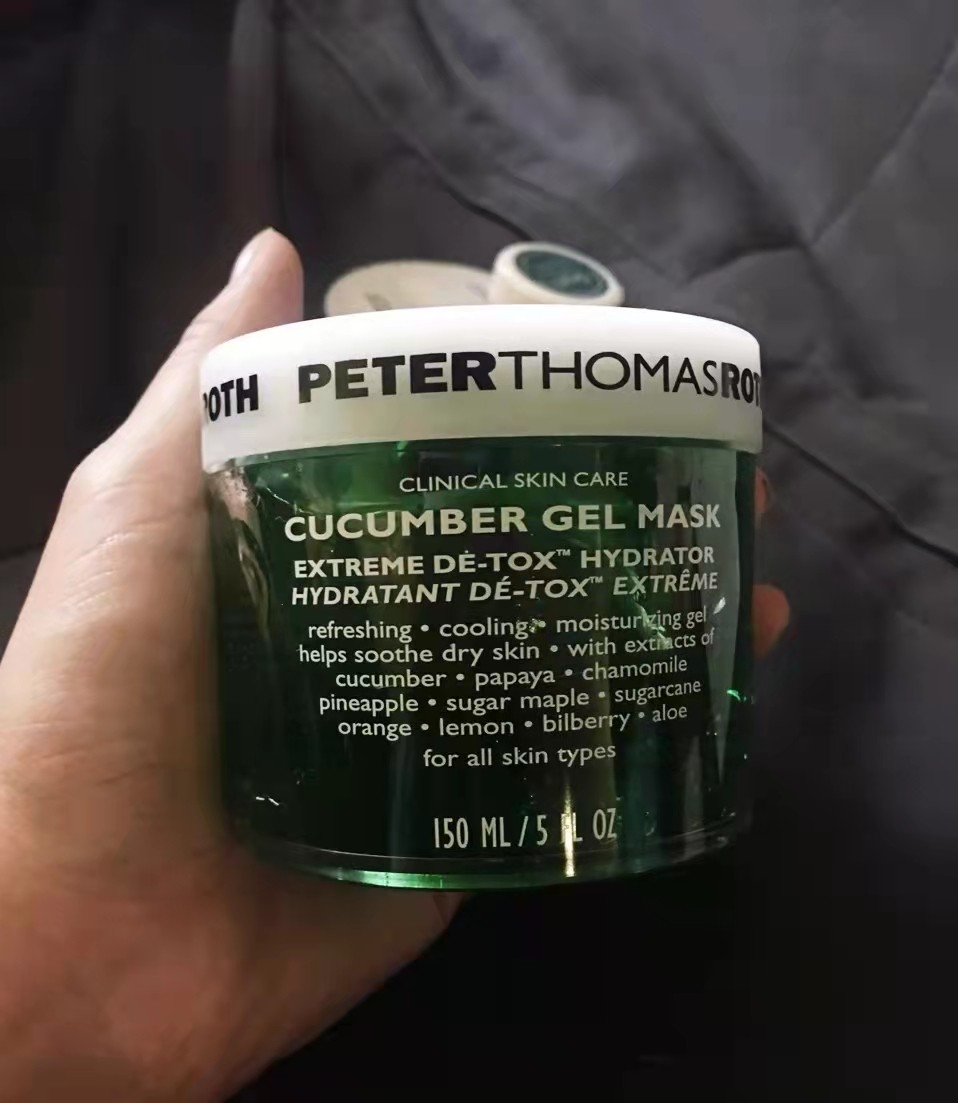 ROTH PETERTHOMASROT
CLINICAL SKIN CARE
CUCUMBER GEL MASK
EXTREME DÉ-TOX™ HYDRATOR
HYDRATANT DÉ-TOX™ EXTRÊME
refreshing • cooling • moisturizing gel
helps soothe dry skin • with extracts of
cucumber • papaya • chamomile
pineapple • sugar maple • sugarcane
orange • lemon • bilberry • aloe
for all skin types
150 ML / 5 FL OZ